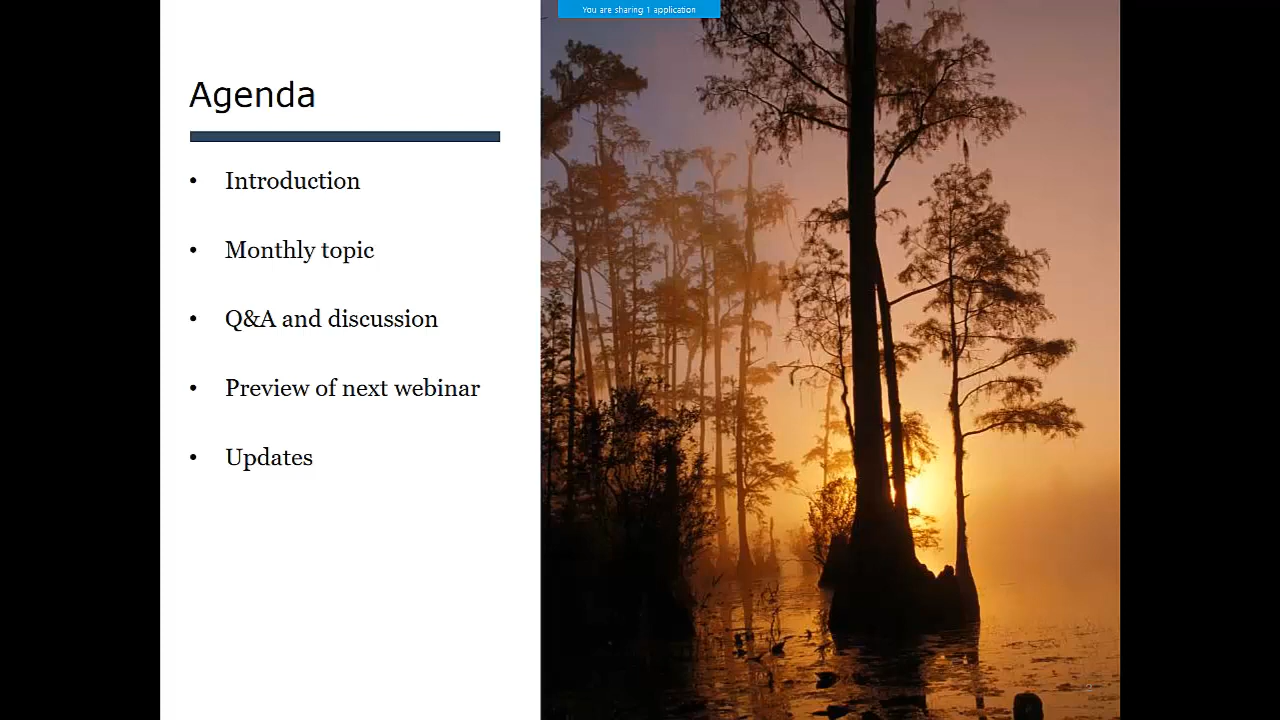 You are sharing 1 application
Agenda
• Introduction
• Monthly topic
• Q&A and discussion
• Preview of next webinar
• Updates